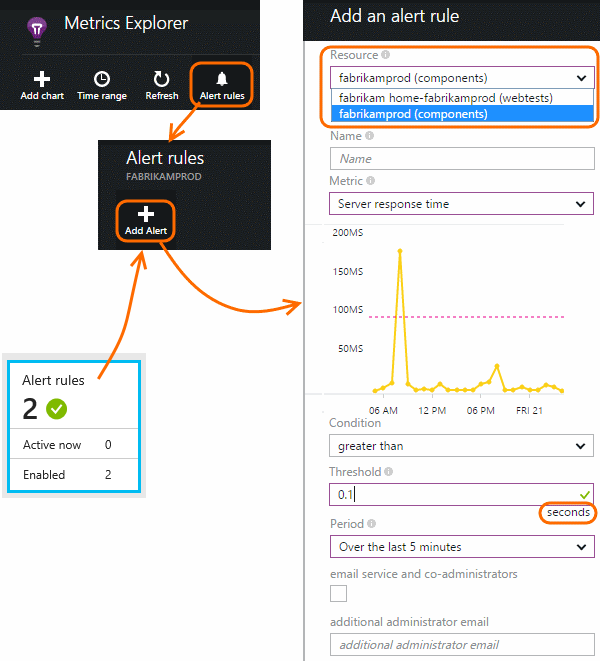 Metrics Explorer
Add chart
Time range
Refresh
Alert rules
Alert rules
FABRIKAMPROD
Add Alert
Alert rules
2
Active now 0
Enabled 2
Add an alert rule
Resource
fabrikamprod (components)
fabrikam home-fabrikamprod (webtests)
fabrikamprod (components)
Name
Name
Metric
Server response time
200MS
150MS
100MS
50MS
06 AM 12 PM 06 PM FRI 21
Condition
greater than
Threshold
0.1
seconds
Period
Over the last 5 minutes
email service and co-administrators
additional administrator email
additional administrator email